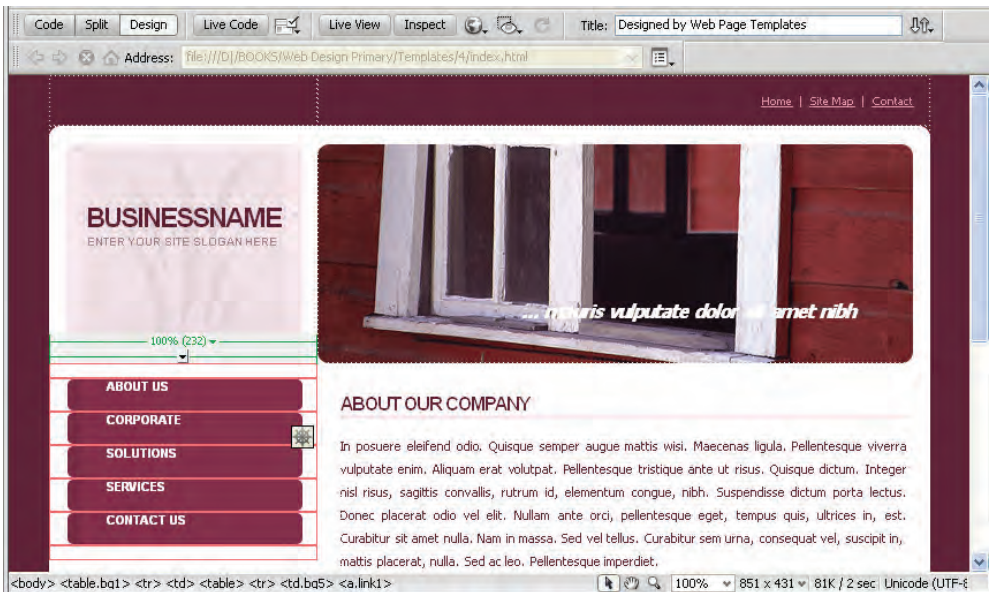 Code Split Design Live Code Live View Inspect Title: Designed by Web Page Templates
Address: file:///D|/BOOKS/Web Design Primary/Templates/4/index.html
Home | Site Map | Contact
BUSINESSNAME
ENTER YOUR SITE SLOGAN HERE
... mauris vulputate dolor sit amet nibh
100% (232)
ABOUT US
CORPORATE
SOLUTIONS
SERVICES
CONTACT US
ABOUT OUR COMPANY
In posuere eleifend odio. Quisque semper augue mattis wisi. Maecenas ligula. Pellentesque viverra
vulputate enim. Aliquam erat volutpat. Pellentesque tristique ante ut risus. Quisque dictum. Integer
nisl risus, sagittis convallis, rutrum id, elementum congue, nibh. Suspendisse dictum porta lectus.
Donec placerat odio vel elit. Nullam ante orci, pellentesque eget, tempus quis, ultrices in, est.
Curabitur sit amet nulla. Nam in massa. Sed vel tellus. Curabitur sem urna, consequat vel, suscipit in,
mattis placerat, nulla. Sed ac leo. Pellentesque imperdiet.
<body> <table.bg1> <tr> <td> <table> <tr> <td.bg5> <a.link1> 100% 851 x 431 81K / 2 sec Unicode (UTF-8